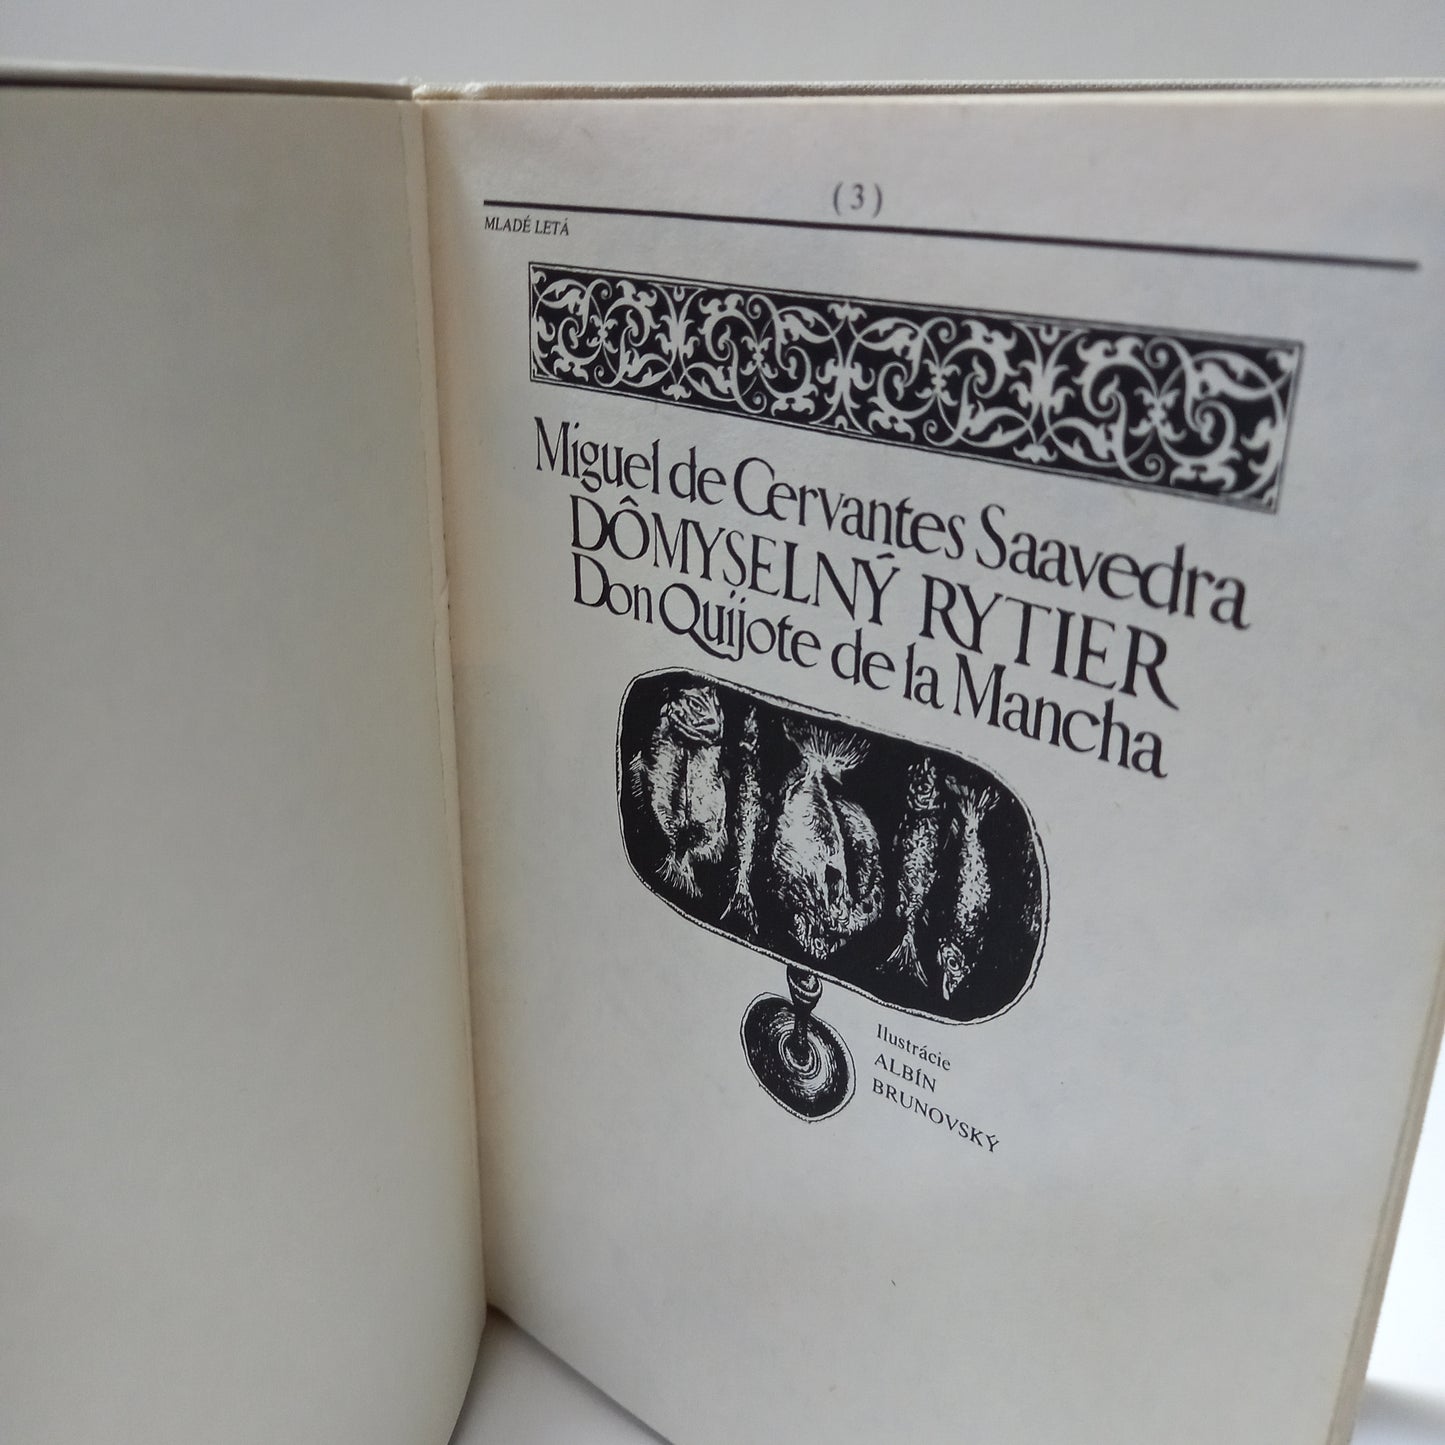 (3)
MLADÉ LETÁ
Miguel de Cervantes Saavedra
DÔMYSELNÝ RYTIER
Don Quijote de la Mancha
Ilustrácie
ALBÍN
BRUNOVSKÝ